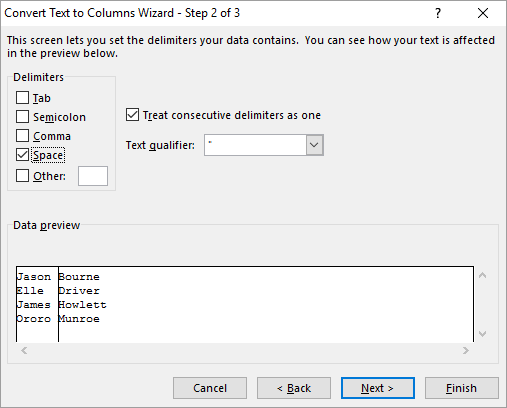 Convert Text to Columns Wizard - Step 2 of 3
?
This screen lets you set the delimiters your data contains.  You can see how your text is affected
in the preview below.
Delimiters
Tab
Semicolon
Comma
Space
Other:
Treat consecutive delimiters as one
Text qualifier:
"
Data preview
Jason Bourne
Elle Driver
James Howlett
Ororo Munroe
Cancel
< Back
Next >
Finish